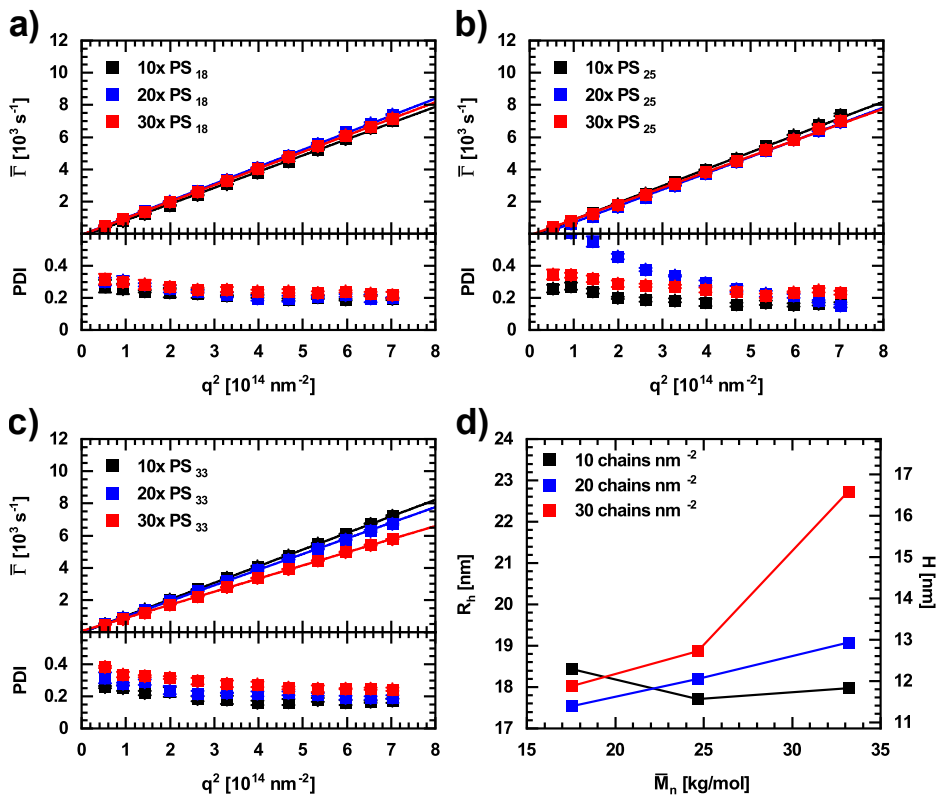 a)
12
10
8
6
4
2
Γ̅ [10³ s⁻¹]
10x PS 18
20x PS 18
30x PS 18
0.4
0.2
0
PDI
0 1 2 3 4 5 6 7 8
q² [10¹⁴ nm⁻²]
b)
12
10
8
6
4
2
Γ̅ [10³ s⁻¹]
10x PS 25
20x PS 25
30x PS 25
0.4
0.2
0
PDI
0 1 2 3 4 5 6 7 8
q² [10¹⁴ nm⁻²]
c)
12
10
8
6
4
2
Γ̅ [10³ s⁻¹]
10x PS 33
20x PS 33
30x PS 33
0.4
0.2
0
PDI
0 1 2 3 4 5 6 7 8
q² [10¹⁴ nm⁻²]
d)
24
23
22
21
20
19
18
17
R_h [nm]
10 chains nm ⁻²
20 chains nm ⁻²
30 chains nm ⁻²
17
16
15
14
13
12
11
H [nm]
15 20 25 30 35
M̅_n [kg/mol]